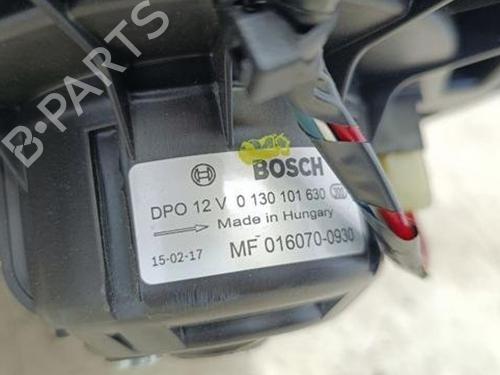 B-PARTS
BOSCH
DPO 12 V 0 130 101 630
Made in Hungary
15-02-17 MF 016070-0930